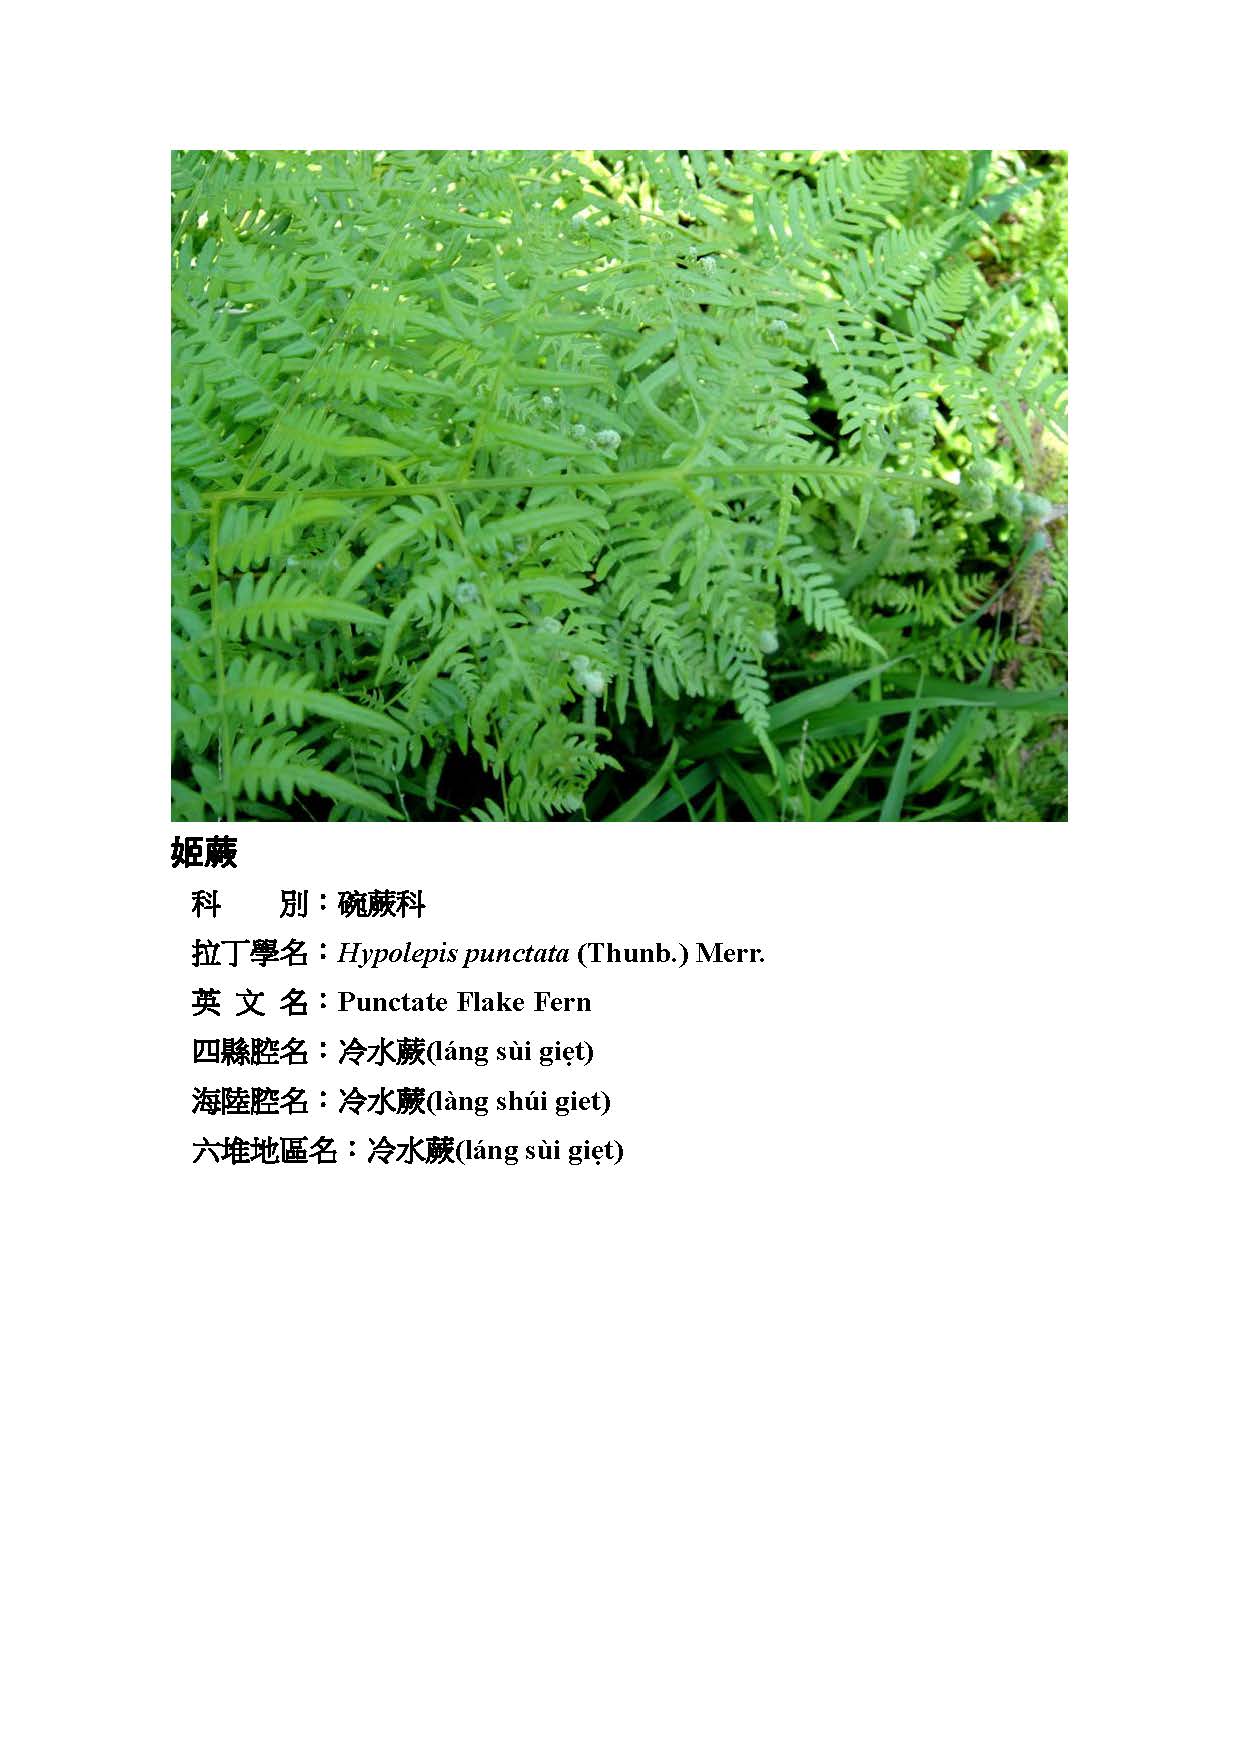 姬蕨
科　　別：碗蕨科
拉丁學名：Hypolepis punctata (Thunb.) Merr.
英 文 名：Punctate Flake Fern
四縣腔名：冷水蕨(láng sùi giẹt)
海陸腔名：冷水蕨(làng shúi giet)
六堆地區名：冷水蕨(láng sùi giẹt)